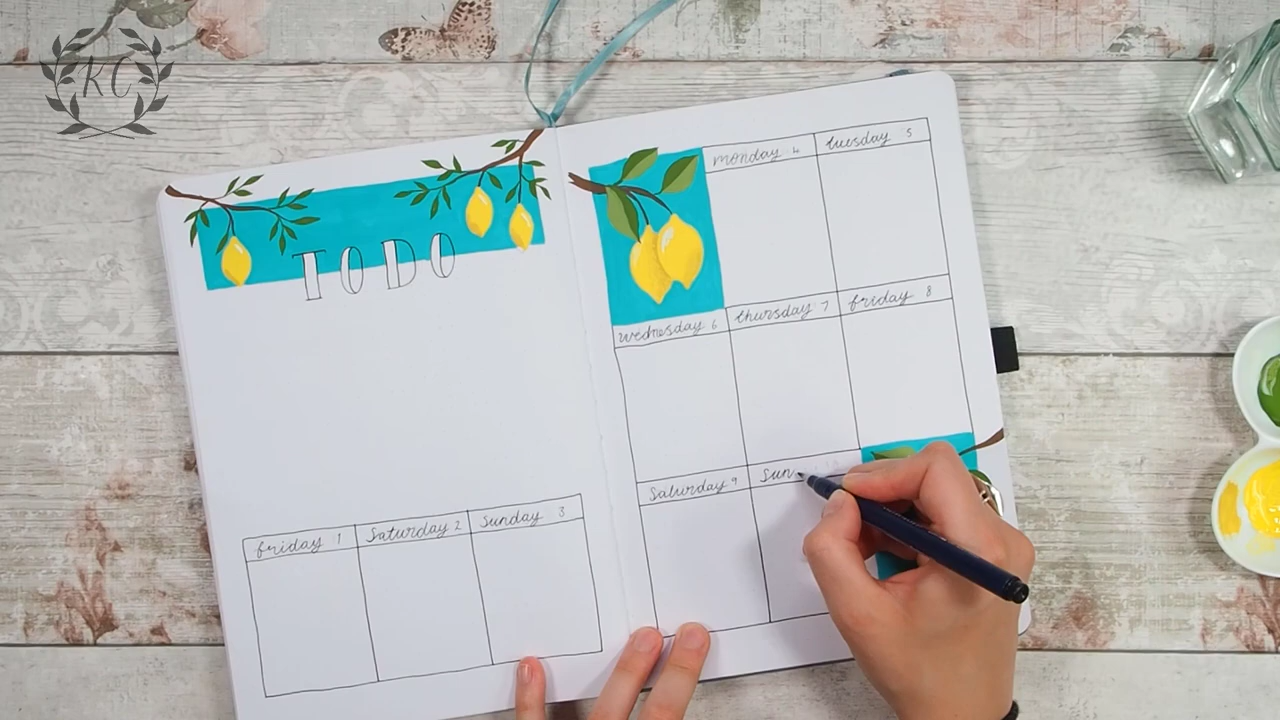 KC
TODO
friday 1
Saturday 2
Sunday 3
monday 4
tuesday 5
wednesday 6
thursday 7
friday 8
Saturday 9
Sun